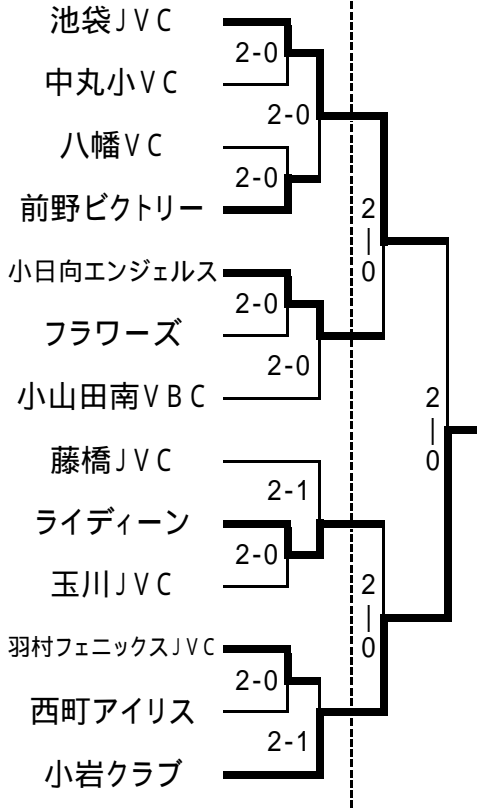 池袋JVC
2-0
中丸小VC
2-0
八幡VC
2-0
前野ビクトリー
2|0
小日向エンジェルス
2-0
フラワーズ
2-0
小山田南VBC
2|0
藤橋JVC
2-1
ライディーン
2-0
玉川JVC
2|0
羽村フェニックスJVC
2-0
西町アイリス
2-1
小岩クラブ